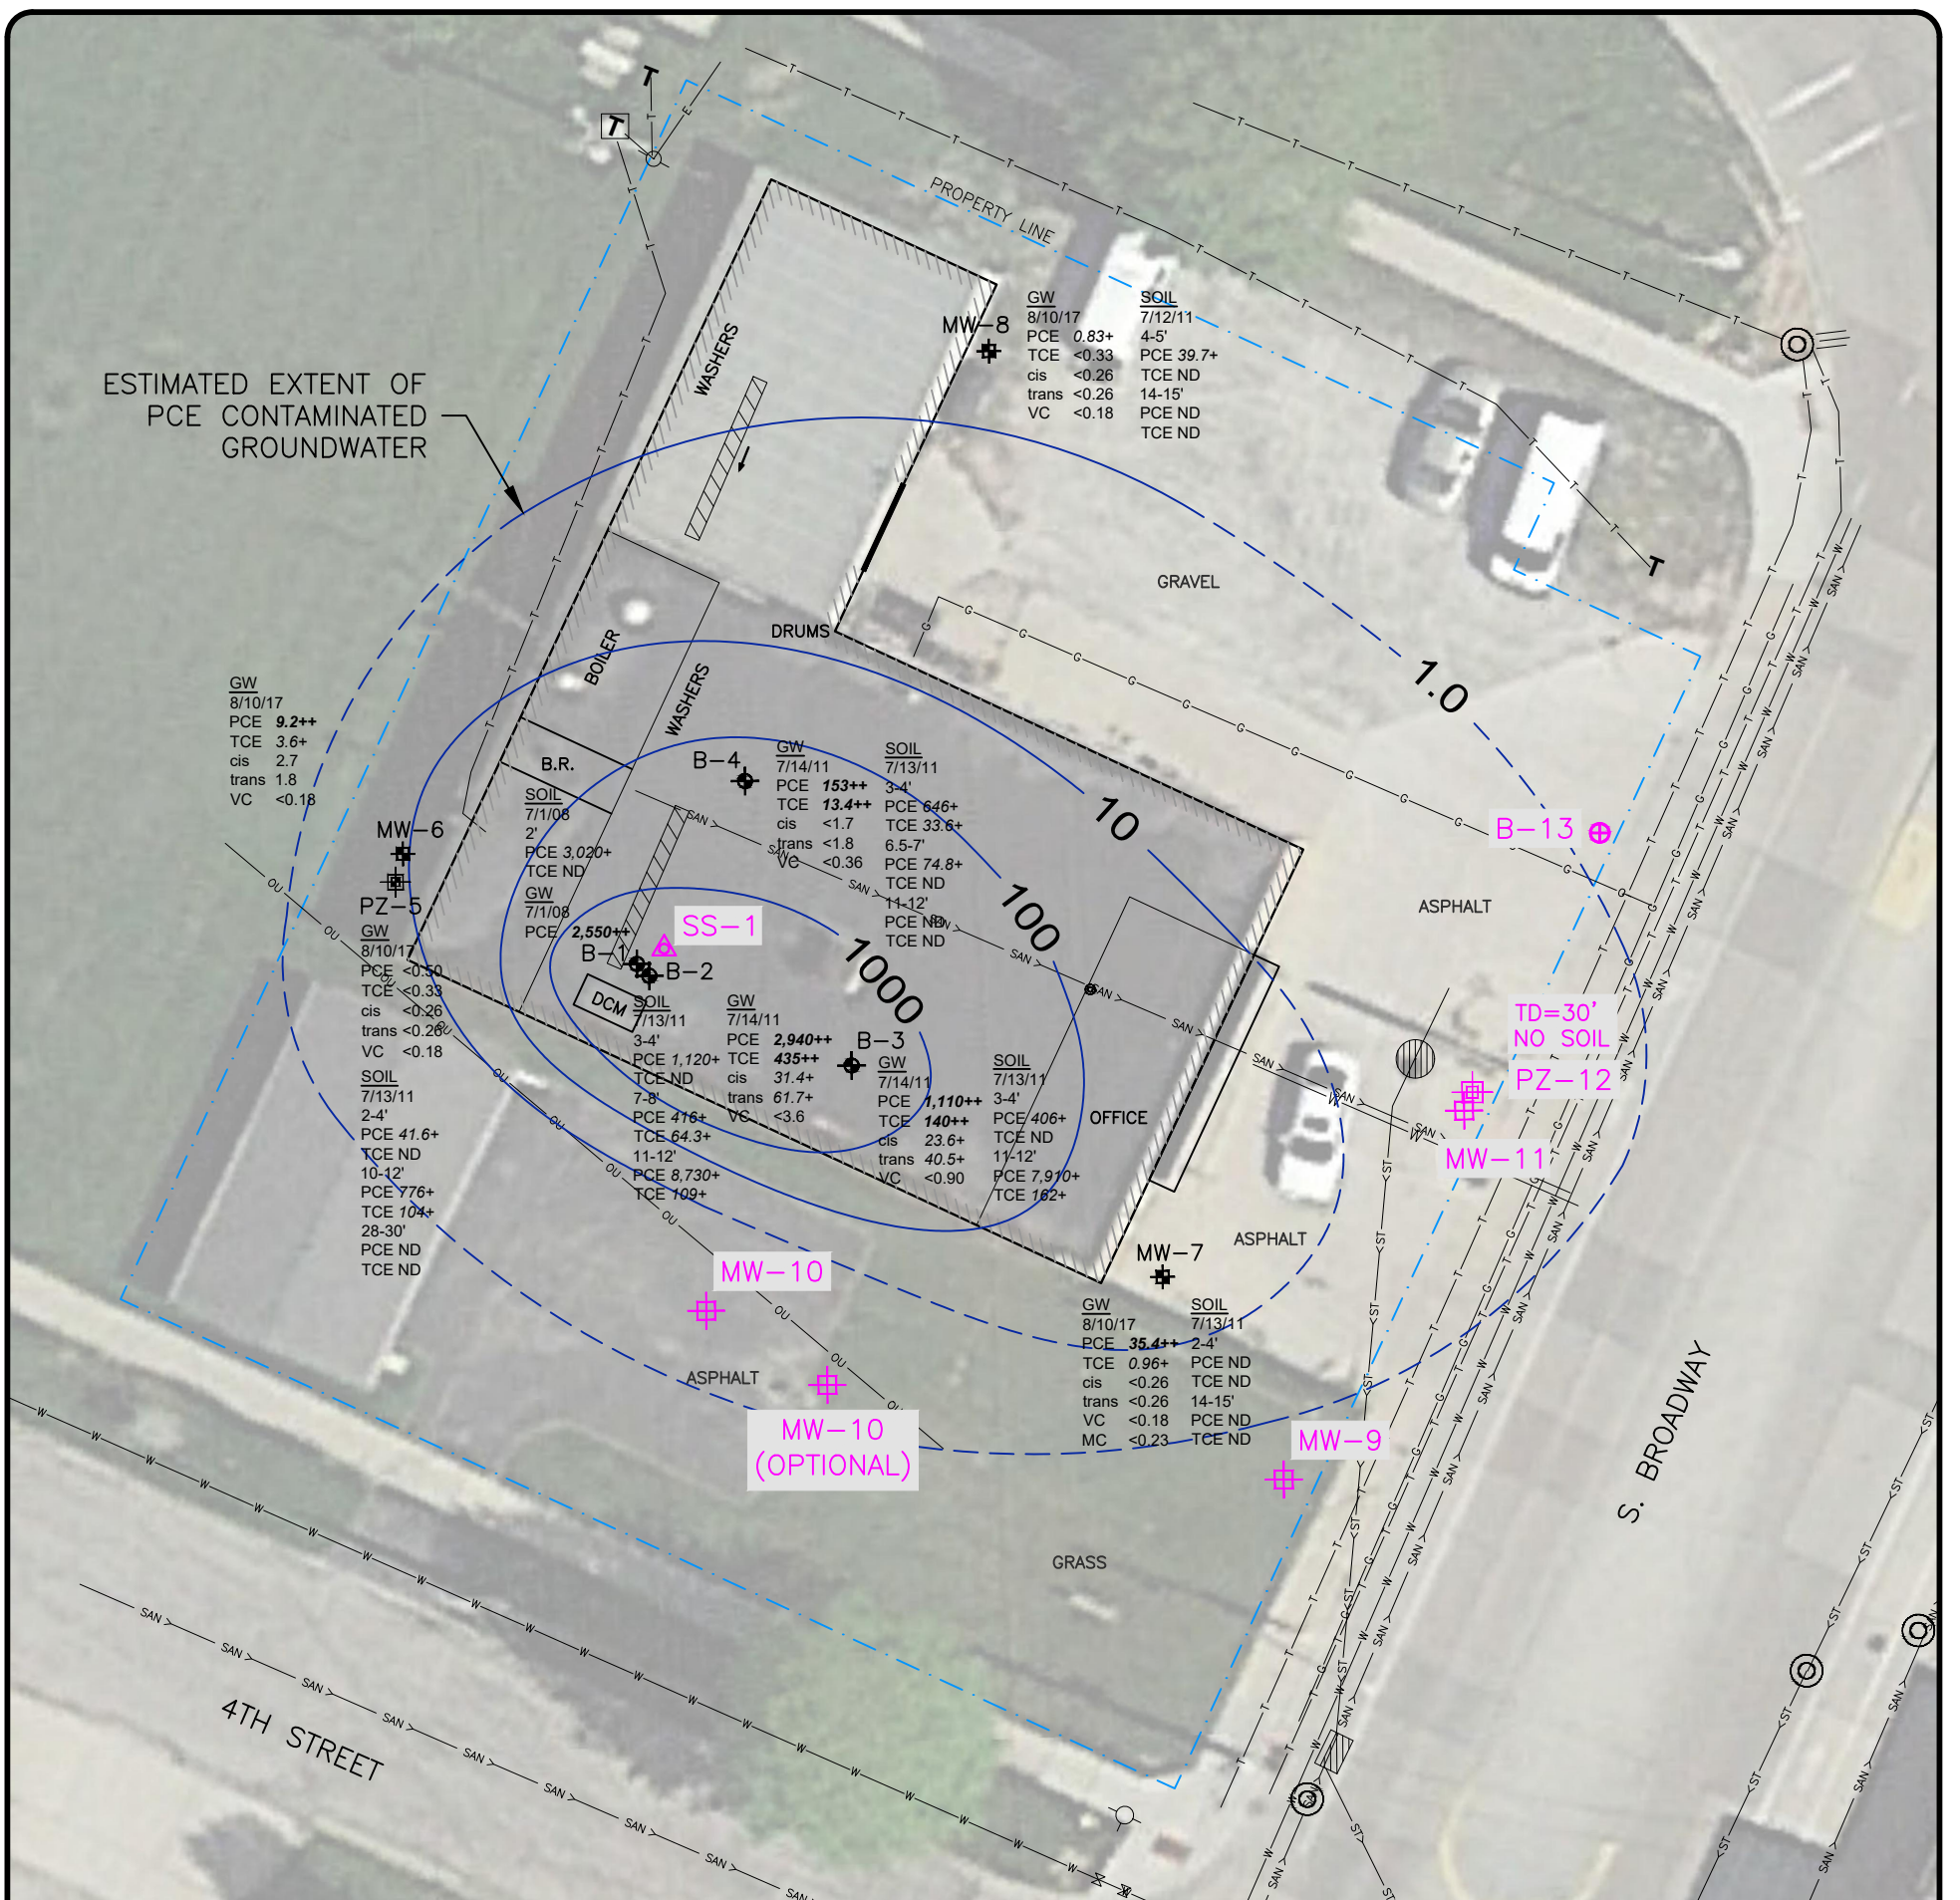 T
T
PROPERTY LINE
WASHERS
MW-8
GW
8/10/17
PCE 0.83+
TCE <0.33
cis <0.26
trans <0.26
VC <0.18
SOIL
7/12/11
4-5'
PCE 39.7+
TCE ND
14-15'
PCE ND
TCE ND
ESTIMATED EXTENT OF
PCE CONTAMINATED
GROUNDWATER
T
GRAVEL
DRUMS
BOILER
WASHERS
1.0
GW
8/10/17
PCE 9.2++
TCE 3.6+
cis 2.7
trans 1.8
VC <0.18
MW-6
B.R.
SOIL
7/1/08
2'
PCE 3,020+
TCE ND
GW
7/1/08
PCE 2,550++
B-4
GW
7/14/11
PCE 153++
TCE 13.4++
cis <1.7
trans <1.8
VC <0.36
SOIL
7/13/11
3-4'
PCE 646+
TCE 33.6+
6.5-7'
PCE 74.8+
TCE ND
11-12'
PCE ND
TCE ND
10
100
1000
B-13
ASPHALT
PZ-5
GW
8/10/17
PCE <0.50
TCE <0.33
cis <0.26
trans <0.26
VC <0.18
SOIL
7/13/11
2-4'
PCE 41.6+
TCE ND
10-12'
PCE 776+
TCE 104+
28-30'
PCE ND
TCE ND
SS-1
B-1
B-2
DCM
SOIL
7/13/11
3-4'
PCE 1,120+
TCE ND
7-8'
PCE 416+
TCE 64.3+
11-12'
PCE 8,730+
TCE 109+
GW
7/14/11
PCE 2,940++
TCE 435++
cis 31.4+
trans 61.7+
VC <3.6
B-3
GW
7/14/11
PCE 1,110++
TCE 140++
cis 23.6+
trans 40.5+
VC <0.90
SOIL
7/13/11
3-4'
PCE 406+
TCE ND
11-12'
PCE 7,910+
TCE 162+
OFFICE
TD=30'
NO SOIL
PZ-12
MW-11
ASPHALT
MW-7
GW
8/10/17
PCE 35.4++
TCE 0.96+
cis <0.26
trans <0.26
VC <0.18
MC <0.23
SOIL
7/13/11
2-4'
PCE ND
TCE ND
14-15'
PCE ND
TCE ND
MW-10
ASPHALT
MW-10
(OPTIONAL)
MW-9
GRASS
S. BROADWAY
4TH STREET